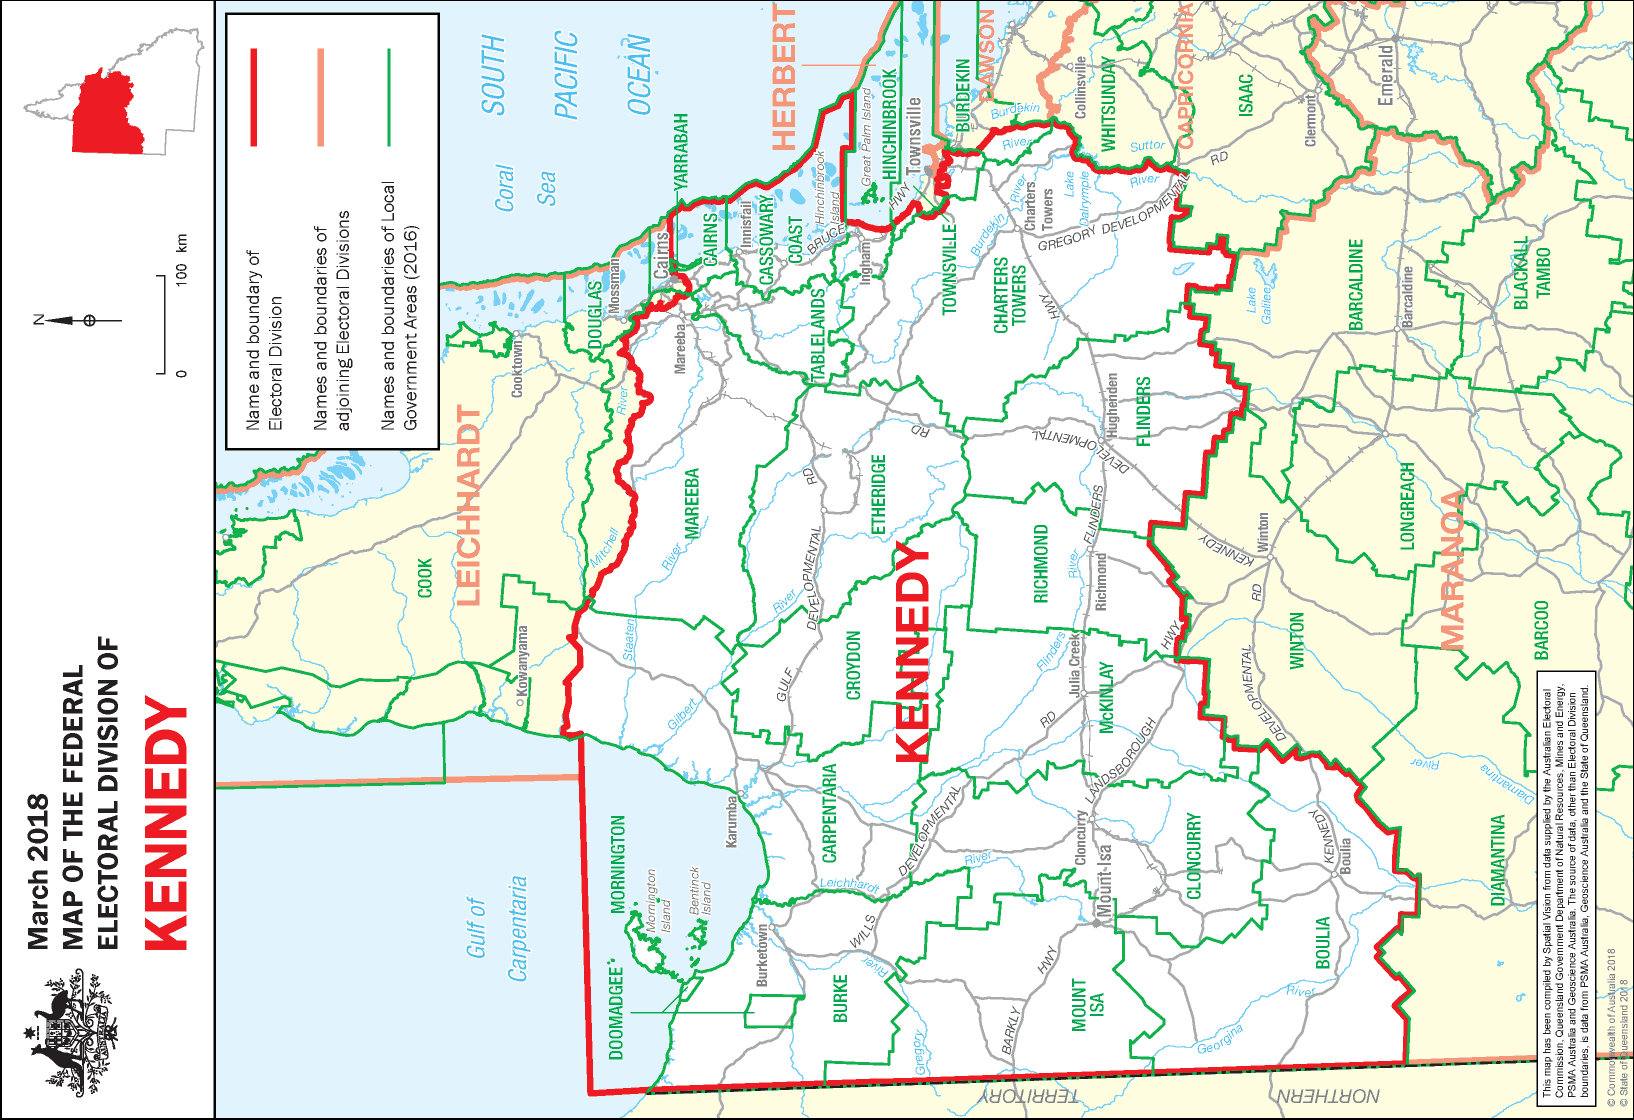 March 2018
MAP OF THE FEDERAL
ELECTORAL DIVISION OF
KENNEDY
AUSTRALIA
N
0
100 km
Name and boundary of
Electoral Division
Names and boundaries of
adjoining Electoral Divisions
Names and boundaries of Local
Government Areas (2016)
SOUTH
PACIFIC
OCEAN
Coral
Sea
Gulf of
Carpentaria
LEICHHARDT
HERBERT
DAWSON
CAPRICORNIA
MARANOA
KENNEDY
COOK
DOUGLAS
YARRABAH
CAIRNS
CASSOWARY
COAST
HINCHINBROOK
BURDEKIN
WHITSUNDAY
ISAAC
TOWNSVILLE
CHARTERS
TOWERS
TABLELANDS
MAREEBA
ETHERIDGE
CROYDON
CARPENTARIA
MORNINGTON
DOOMADGEE
BURKE
MOUNT
ISA
CLONCURRY
McKINLAY
RICHMOND
FLINDERS
BOULIA
WINTON
LONGREACH
BARCALDINE
BLACKALL
TAMBO
BARCOO
DIAMANTINA
Kowanyama
Cooktown
Mossman
Cairns
Mareeba
Innisfail
Ingham
Townsville
Charters
Towers
Collinsville
Clermont
Emerald
Barcaldine
Hughenden
Richmond
Julia Creek
Winton
Cloncurry
Mount-Isa
Boulia
Karumba
Burketown
Mornington
Island
Bentinck
Island
Hinchinbrook
Island
Great Palm Island
Mitchell
River
River
Staaten
Gilbert
River
Flinders
River
Leichhardt
River
River
Gregory
Georgina
River
Diamantina
River
Burdekin
River
Burdekin
River
Suttor
River
Lake
Dalrymple
Lake
Galilee
BRUCE
HWY
GREGORY DEVELOPMENTAL
RD
HWY
FLINDERS
DEVELOPMENTAL
RD
DEVELOPMENTAL
GULF
DEVELOPMENTAL
RD
WILLS
DEVELOPMENTAL
RD
BARKLY
HWY
LANDSBOROUGH
HWY
KENNEDY
DEVELOPMENTAL
RD
KENNEDY
DEVELOPMENTAL
NORTHERN
TERRITORY
This map has been compiled by Spatial Vision from data supplied by the Australian Electoral
Commission, Queensland Government Department of Natural Resources, Mines and Energy,
PSMA Australia and Geoscience Australia. The source of data, other than Electoral Division
boundaries, is data from PSMA Australia, Geoscience Australia and the State of Queensland.
© Commonwealth of Australia 2018
© State of Queensland 2018